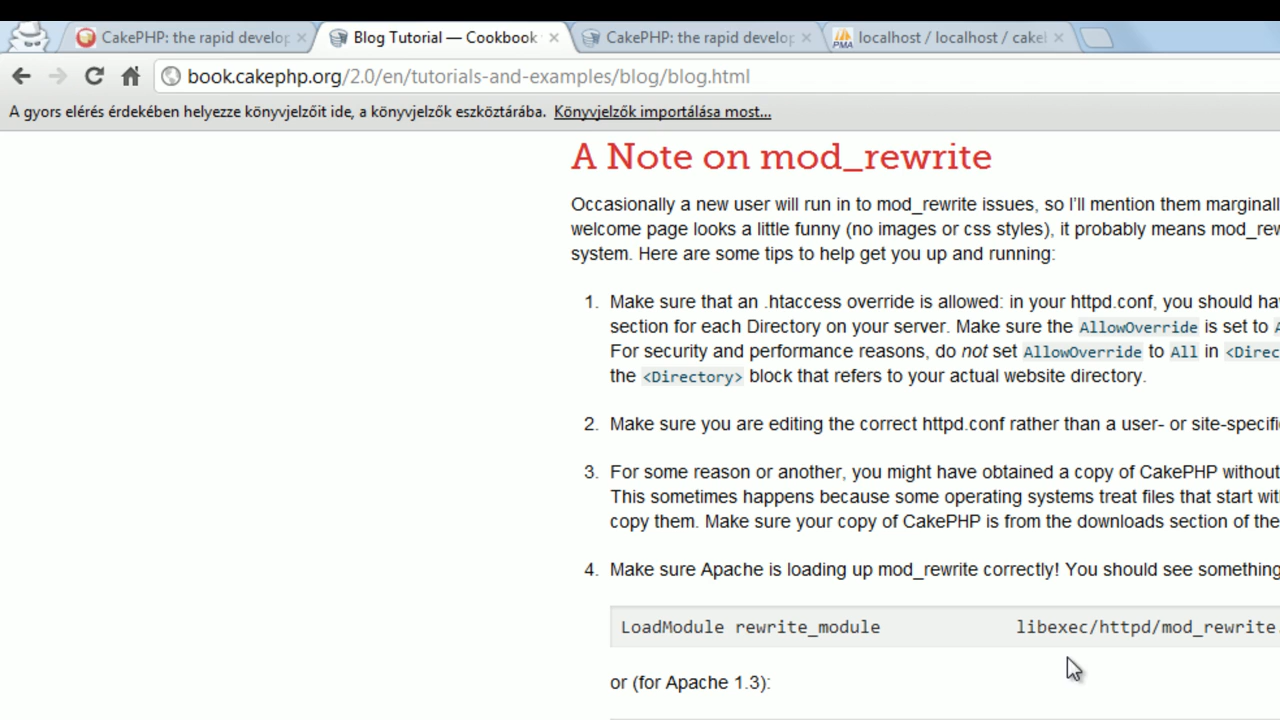 CakePHP: the rapid develop
Blog Tutorial — Cookbook
CakePHP: the rapid develop
PMA localhost / localhost / cake
book.cakephp.org/2.0/en/tutorials-and-examples/blog/blog.html
A gyors elérés érdekében helyezze könyvjelzőit ide, a könyvjelzők eszköztárába. Könyvjelzők importálása most...
A Note on mod_rewrite
Occasionally a new user will run in to mod_rewrite issues, so I'll mention them marginall
welcome page looks a little funny (no images or css styles), it probably means mod_rew
system. Here are some tips to help get you up and running:
1. Make sure that an .htaccess override is allowed: in your httpd.conf, you should ha
section for each Directory on your server. Make sure the AllowOverride is set to A
For security and performance reasons, do not set AllowOverride to All in <Direc
the <Directory> block that refers to your actual website directory.
2. Make sure you are editing the correct httpd.conf rather than a user- or site-specifi
3. For some reason or another, you might have obtained a copy of CakePHP without
This sometimes happens because some operating systems treat files that start wit
copy them. Make sure your copy of CakePHP is from the downloads section of the
4. Make sure Apache is loading up mod_rewrite correctly! You should see something
LoadModule rewrite_module libexec/httpd/mod_rewrite.
or (for Apache 1.3):